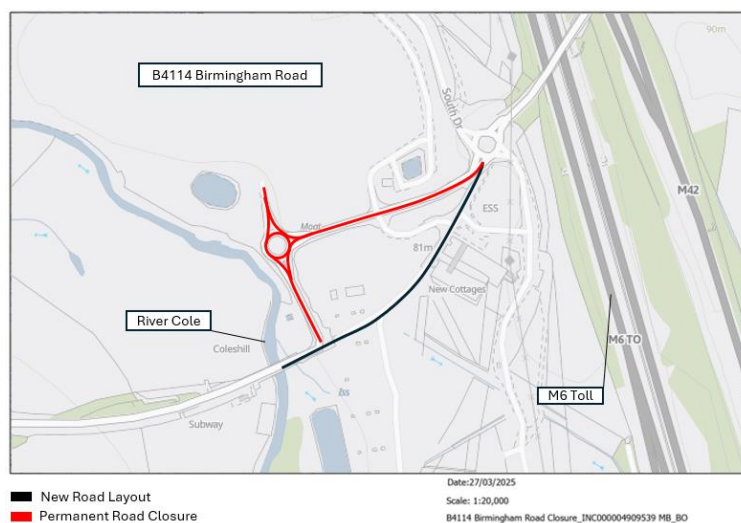 90m
B4114 Birmingham Road
South Dr
M42
ESS
Moat
81m
New Cottages
River Cole
Coleshill
M6 TO
M6 Toll
Iss
Subway
Date:27/03/2025
Scale: 1:20,000
New Road Layout
Permanent Road Closure
B4114 Birmingham Road Closure_INC000004909539 MB_BO